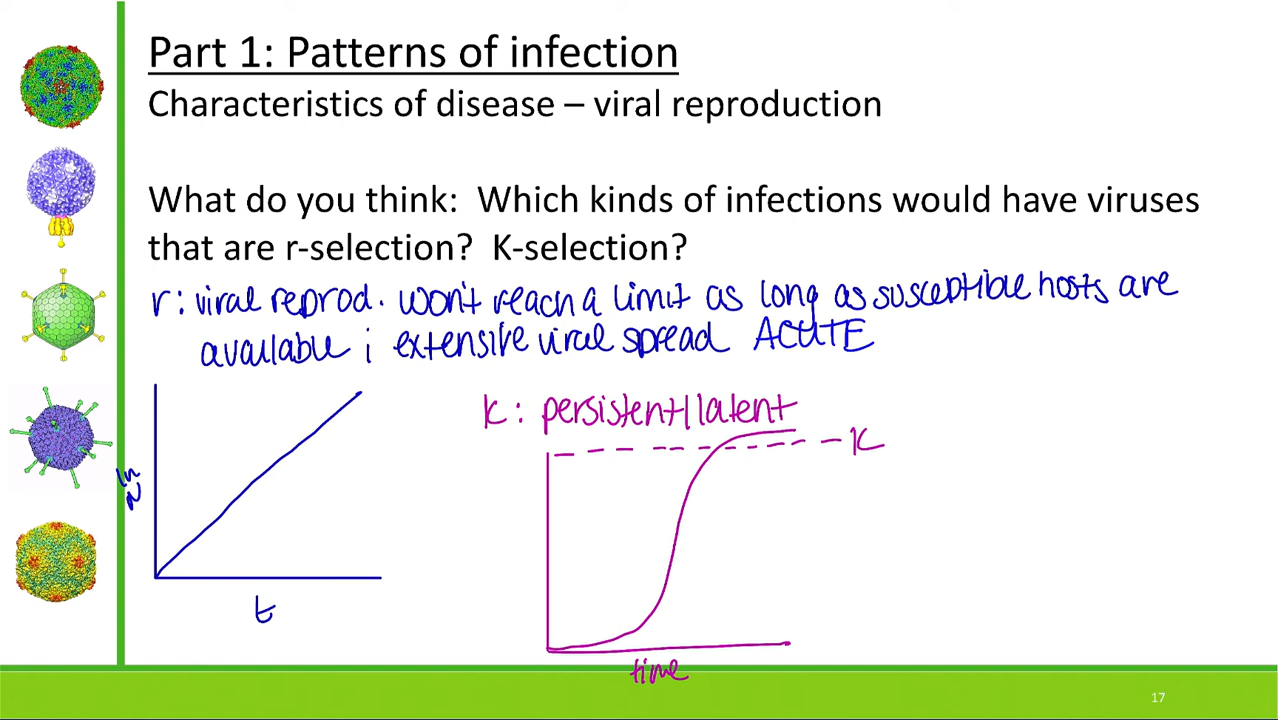 Part 1: Patterns of infection
Characteristics of disease – viral reproduction
What do you think: Which kinds of infections would have viruses
that are r-selection? K-selection?
r: viral reprod. won't reach a limit as long as susceptible hosts are
available ; extensive viral spread ACUTE
K: persistent/latent
K
t
time
17